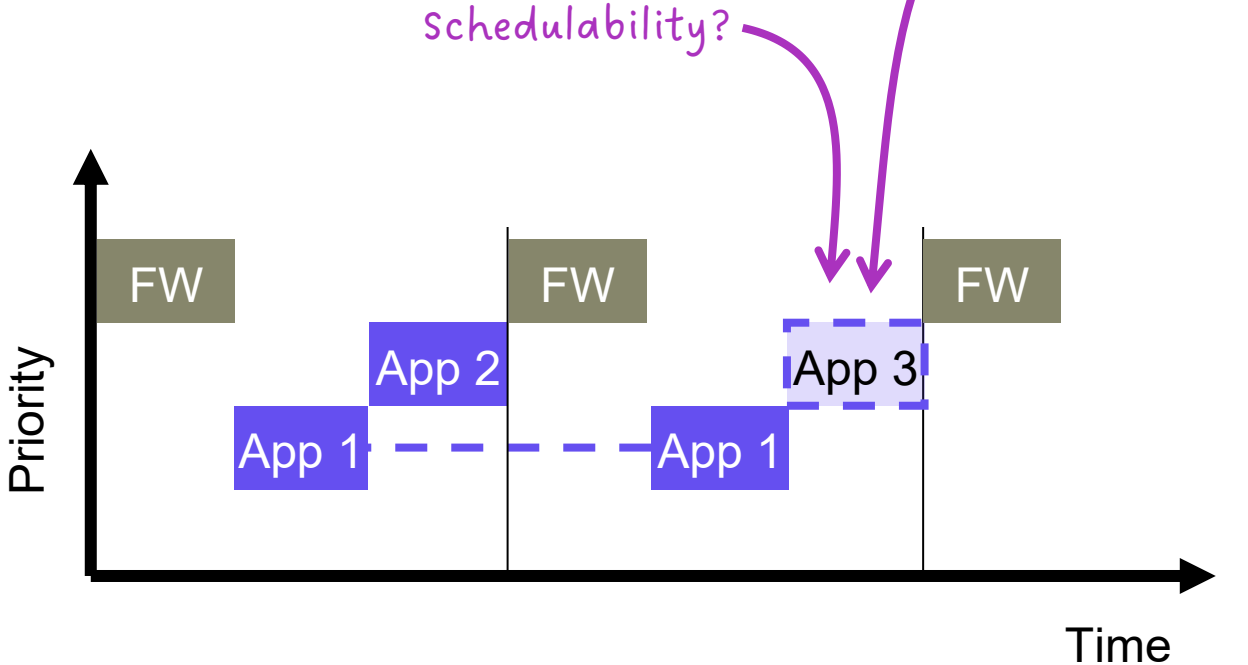 schedulability?
FW
FW
FW
App 2
App 3
App 1
App 1
Priority
Time